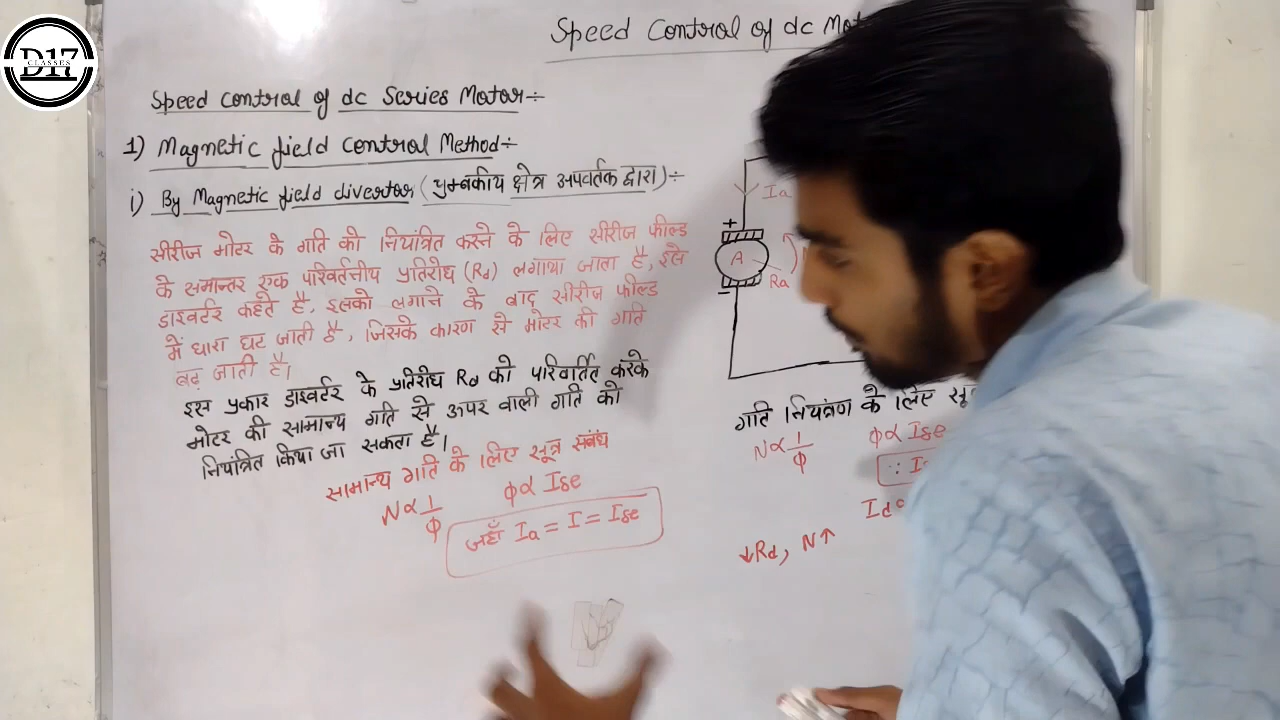 D17
CLASSES
Speed Control of dc Mot
Speed Control of dc Series Motor÷
1) Magnetic field Control Method÷
i) By Magnetic field divertor (चुम्बकीय क्षेत्र अपवर्तक द्वारा)÷
सीरीज मोटर के गति को नियंत्रित करने के लिए सीरीज फील्ड
के समान्तर एक परिवर्तनीय प्रतिरोध (Rd) लगाया जाता है, इसे
डाइवर्टर कहते है, इसको लगाने के बाद सीरीज फील्ड
में धारा घट जाती है, जिसके कारण से मोटर की गति
बढ़ जाती है।
इस प्रकार डाइवर्टर के प्रतिरोध Rd को परिवर्तित करके
मोटर की सामान्य गति से ऊपर वाली गति को
नियंत्रित किया जा सकता है।
सामान्य गति के लिए सूत्र संबंध
N∝1/ϕ ϕ∝Ise
जहाँ Ia = I = Ise
Ia
+
A
Ra
-
गति नियंत्रण के लिए सू
N∝1/ϕ ϕ∝Ise
∵ I
Id
↓Rd, N↑